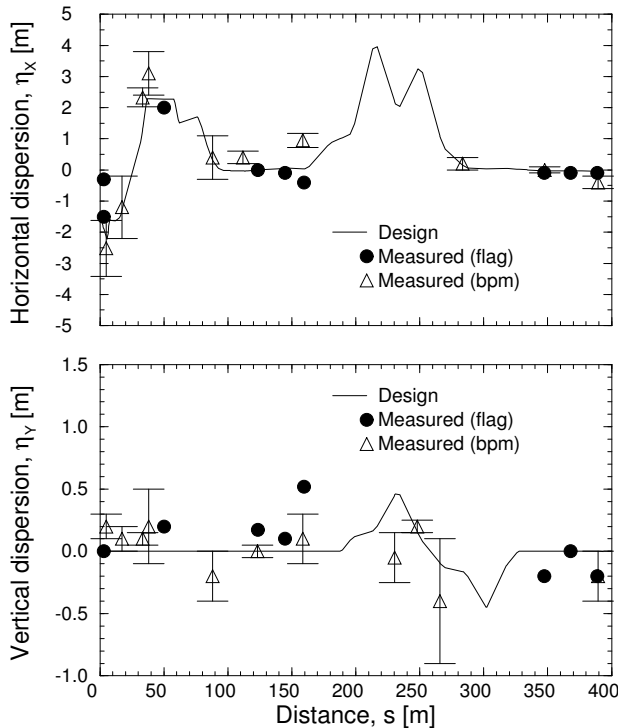 Horizontal dispersion, ηX [m]
5
4
3
2
1
0
-1
-2
-3
-4
-5
Design
Measured (flag)
Measured (bpm)
Vertical dispersion, ηY [m]
1.5
1.0
0.5
0.0
-0.5
-1.0
Design
Measured (flag)
Measured (bpm)
0 50 100 150 200 250 300 350 400
Distance, s [m]